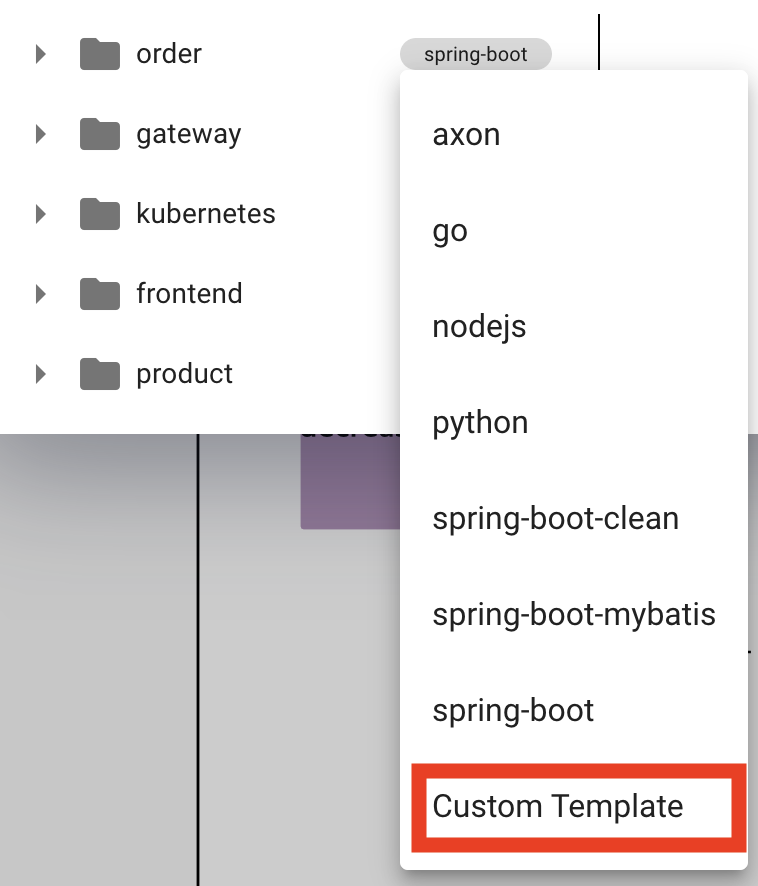 order
spring-boot
gateway
kubernetes
frontend
product
axon
go
nodejs
python
spring-boot-clean
spring-boot-mybatis
spring-boot
Custom Template